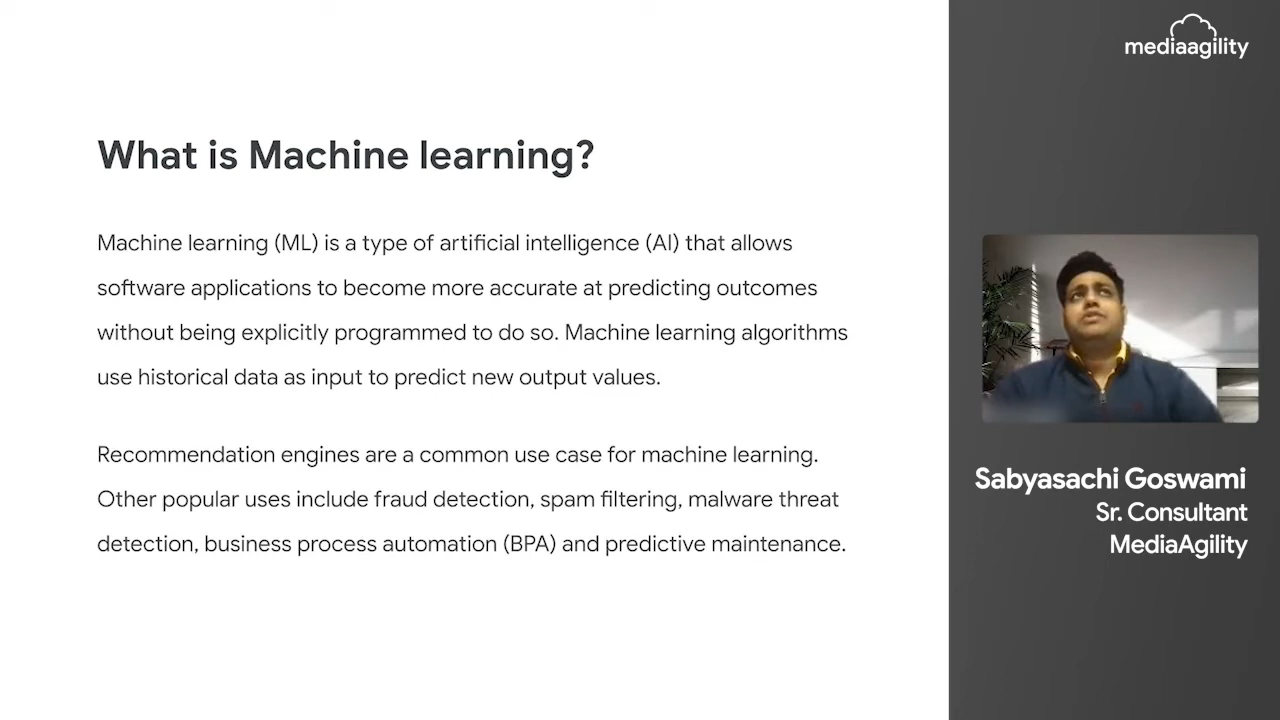 mediaagility
What is Machine learning?
Machine learning (ML) is a type of artificial intelligence (AI) that allows
software applications to become more accurate at predicting outcomes
without being explicitly programmed to do so. Machine learning algorithms
use historical data as input to predict new output values.
Recommendation engines are a common use case for machine learning.
Other popular uses include fraud detection, spam filtering, malware threat
detection, business process automation (BPA) and predictive maintenance.
Sabyasachi Goswami
Sr. Consultant
MediaAgility